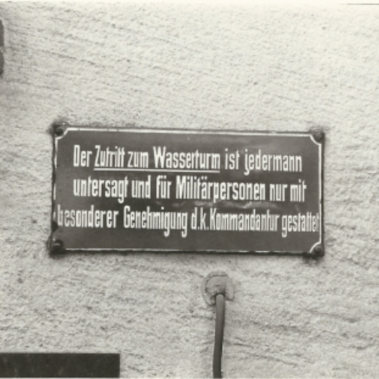 Der Zutritt zum Wasserturm ist jedermann
untersagt und für Militärpersonen nur mit
besonderer Genehmigung d.k. Kommandantur gestattet